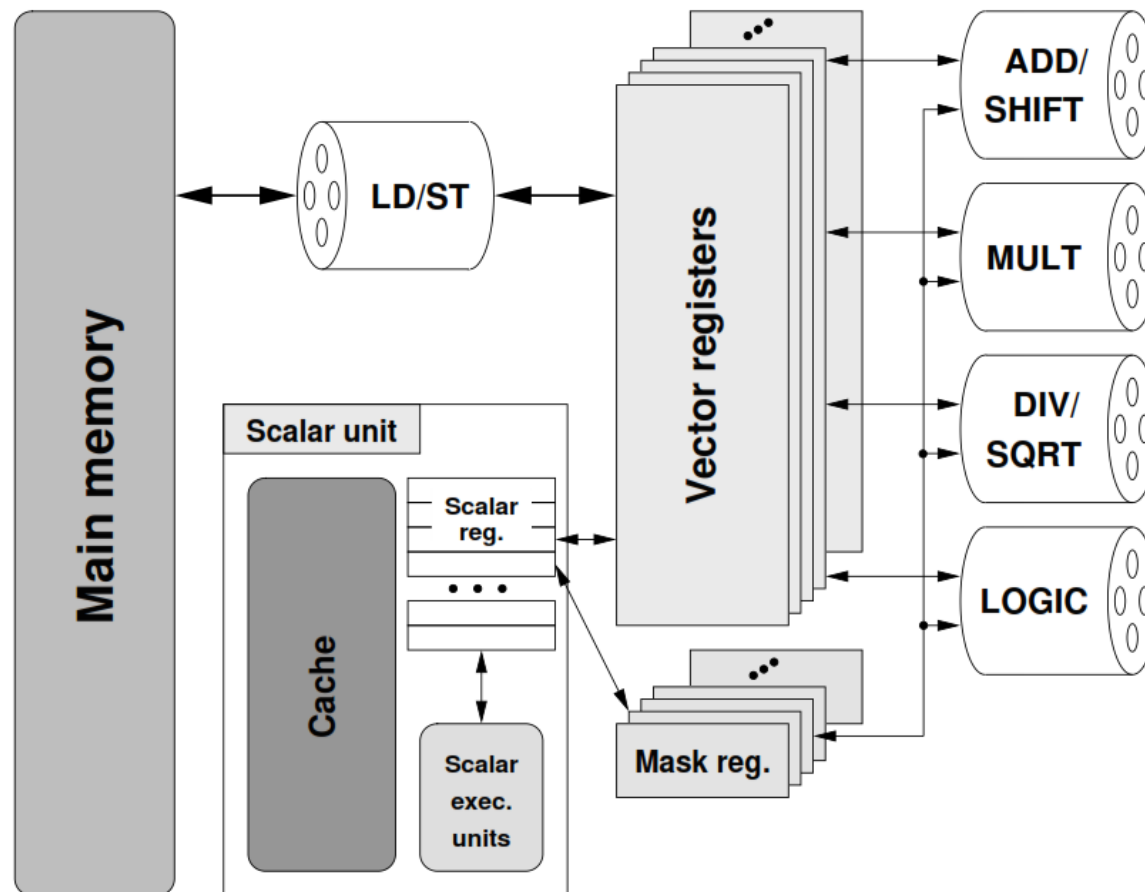 Main memory
LD/ST
Vector registers
ADD/
SHIFT
MULT
DIV/
SQRT
LOGIC
Scalar unit
Cache
Scalar
reg.
Scalar
exec.
units
Mask reg.